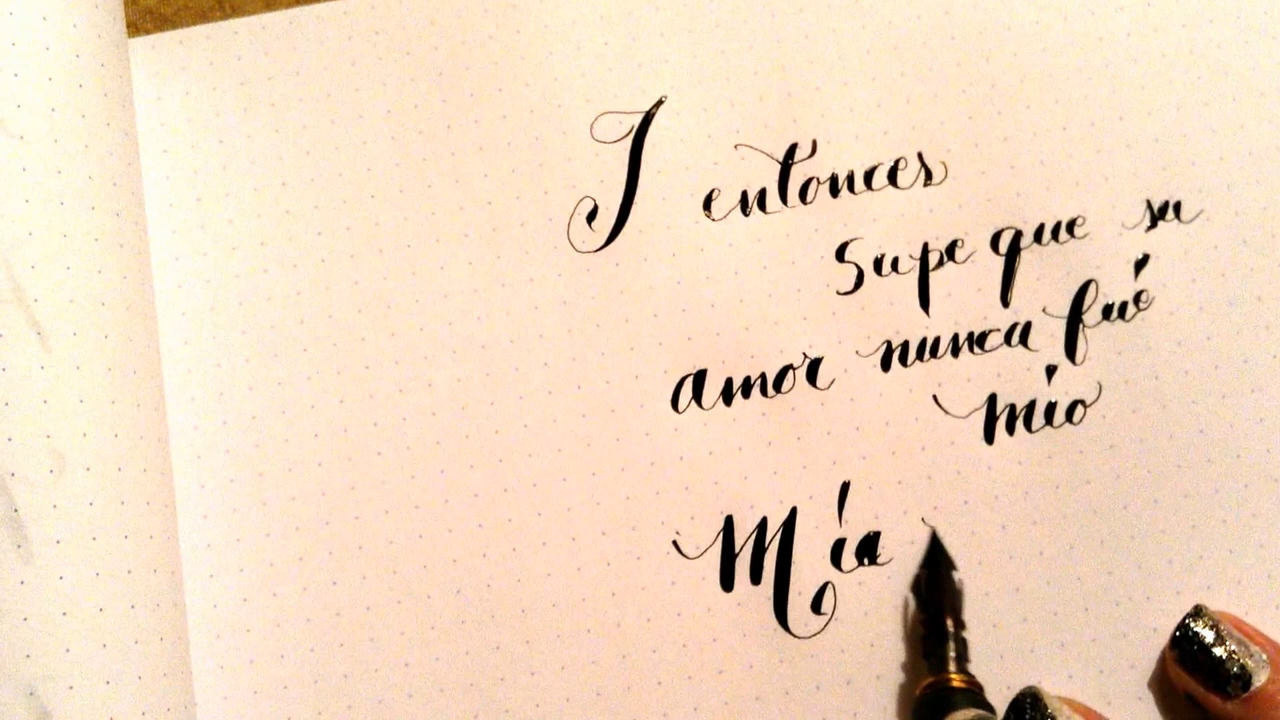 I entonces
supe que su
amor nunca fué
mío
Mía